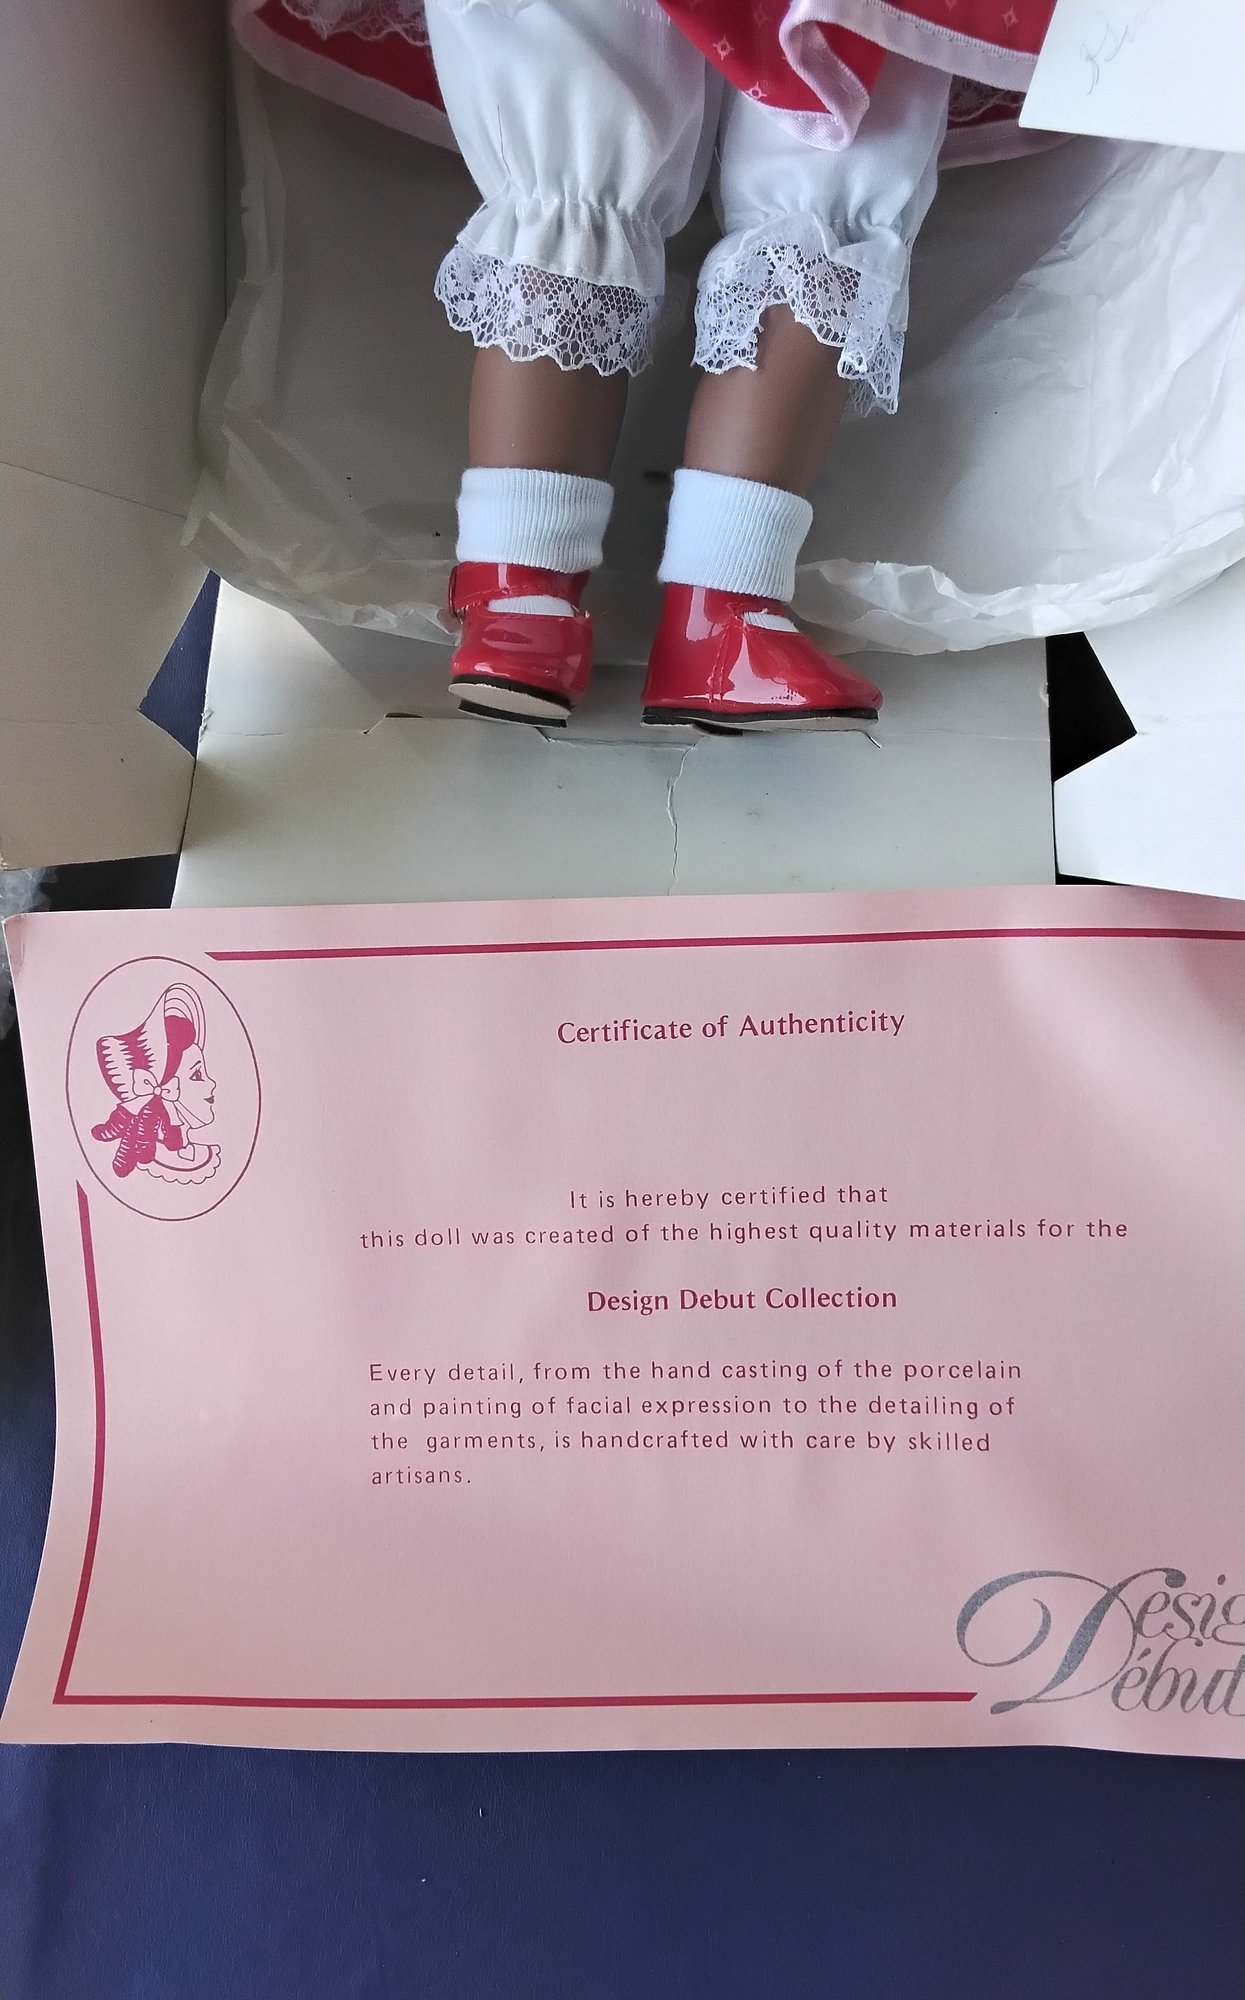 Certificate of Authenticity
It is hereby certified that
this doll was created of the highest quality materials for the
Design Debut Collection
Every detail, from the hand casting of the porcelain
and painting of facial expression to the detailing of
the garments, is handcrafted with care by skilled
artisans.
Desig
Début